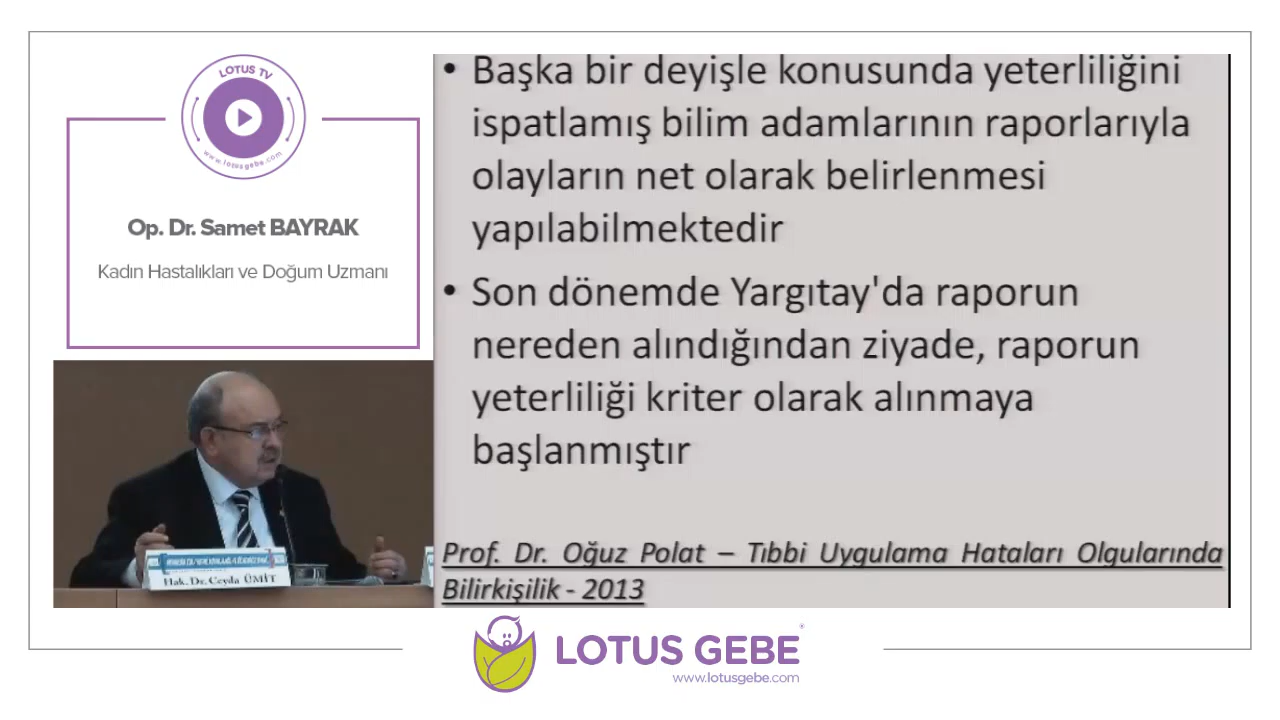 LOTUS TV
www.lotusgebe.com
Op. Dr. Samet BAYRAK
Kadın Hastalıkları ve Doğum Uzmanı
• Başka bir deyişle konusunda yeterliliğini
ispatlamış bilim adamlarının raporlarıyla
olayların net olarak belirlenmesi
yapılabilmektedir
• Son dönemde Yargıtay'da raporun
nereden alındığından ziyade, raporun
yeterliliği kriter olarak alınmaya
başlanmıştır
Prof. Dr. Oğuz Polat – Tıbbi Uygulama Hataları Olgularında
Bilirkişilik - 2013
Hak. Dr. Ceyda ÜMİT
LOTUS GEBE®
www.lotusgebe.com